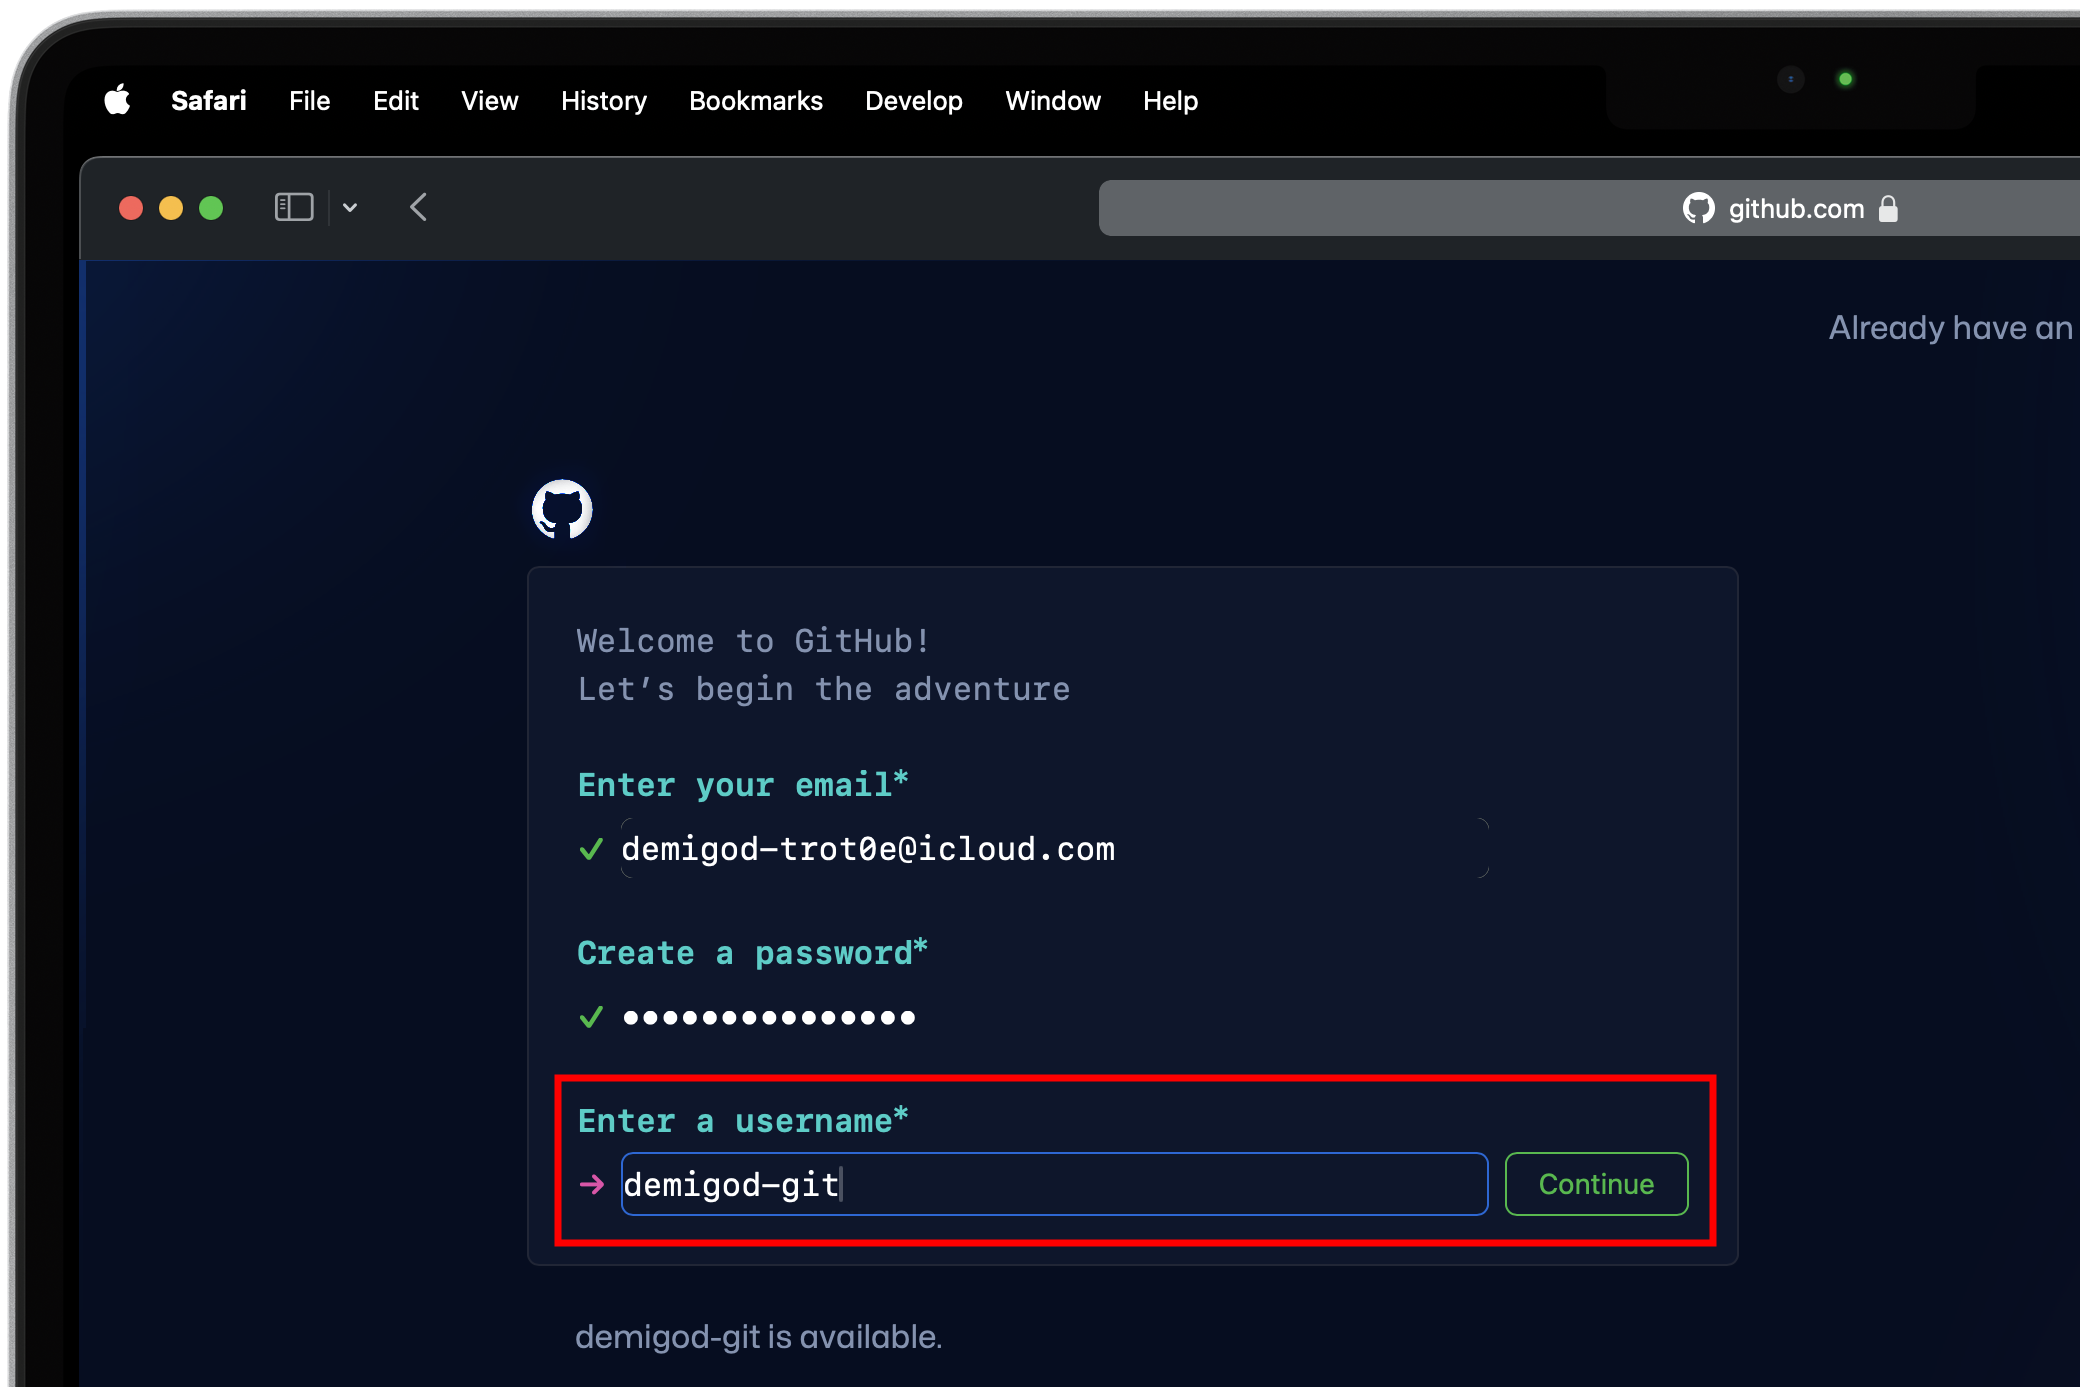 Safari File Edit View History Bookmarks Develop Window Help
github.com
Already have an
Welcome to GitHub!
Let’s begin the adventure
Enter your email*
demigod-trot0e@icloud.com
Create a password*
●●●●●●●●●●●●●●●
Enter a username*
demigod-git
Continue
demigod-git is available.